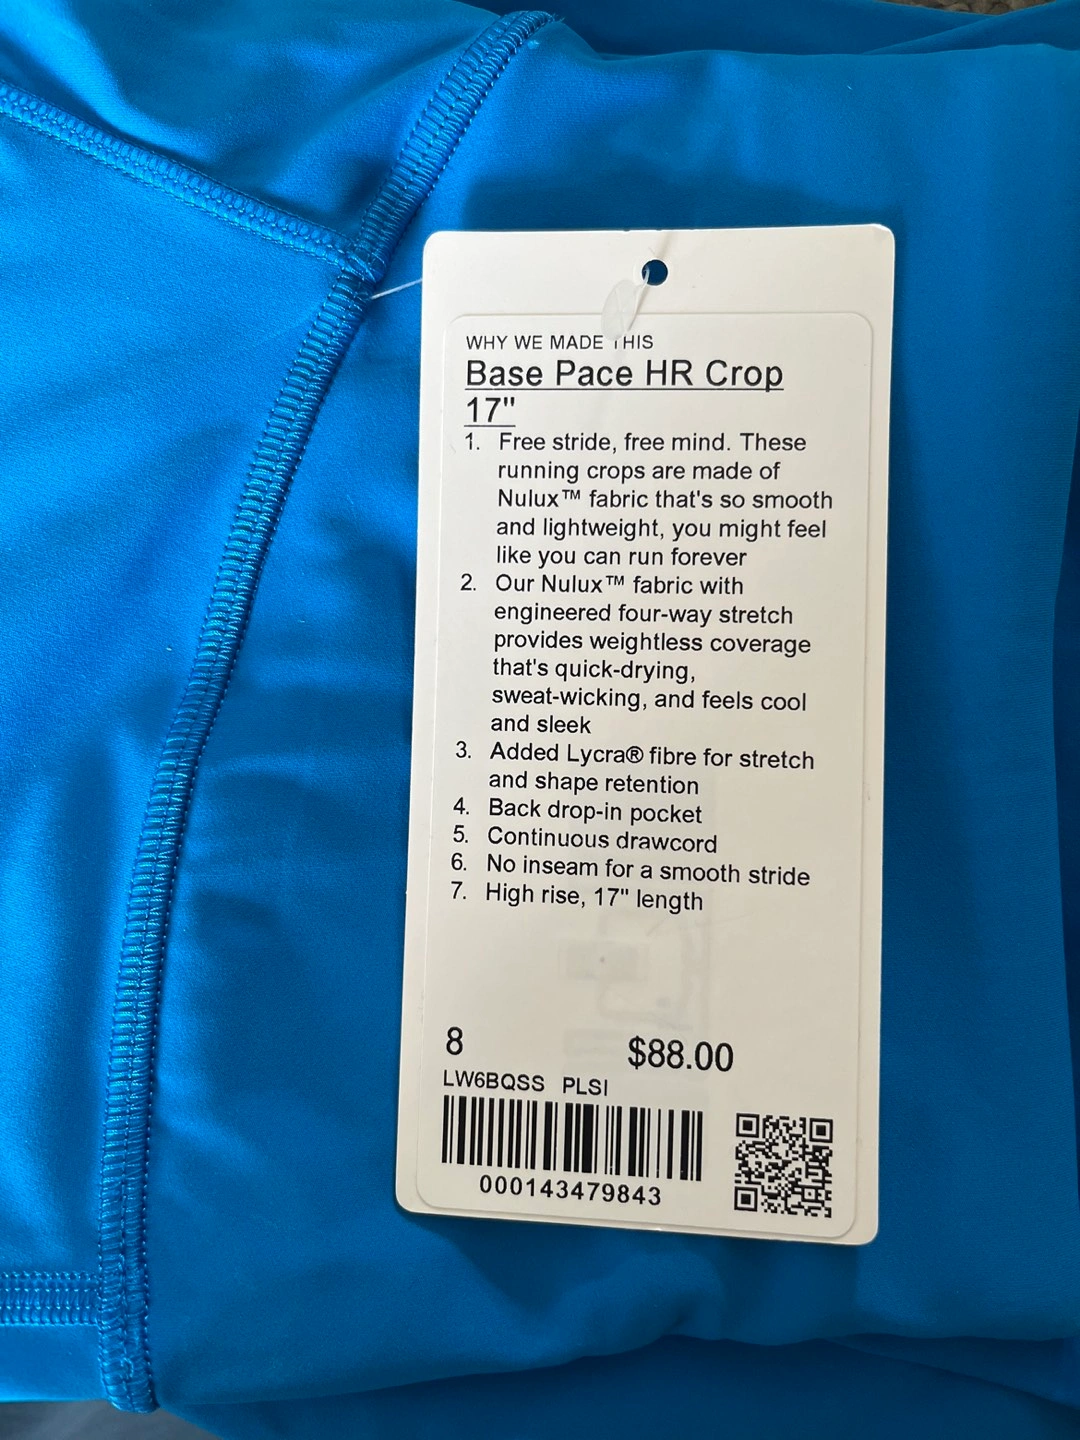 WHY WE MADE THIS
Base Pace HR Crop
17"
1. Free stride, free mind. These
running crops are made of
Nulux™ fabric that's so smooth
and lightweight, you might feel
like you can run forever
2. Our Nulux™ fabric with
engineered four-way stretch
provides weightless coverage
that's quick-drying,
sweat-wicking, and feels cool
and sleek
3. Added Lycra® fibre for stretch
and shape retention
4. Back drop-in pocket
5. Continuous drawcord
6. No inseam for a smooth stride
7. High rise, 17" length
8 $88.00
LW6BQSS PLSI
000143479843